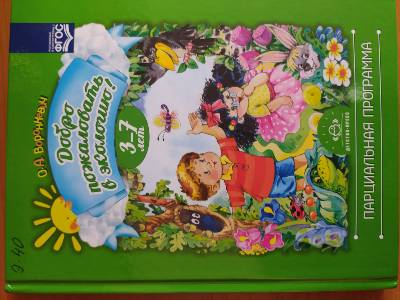 ФГОС
О.А. Воронкевич
Добро
пожаловать
в экологию!
3–7
лет
ДЕТСТВО-ПРЕСС
ПАРЦИАЛЬНАЯ ПРОГРАММА